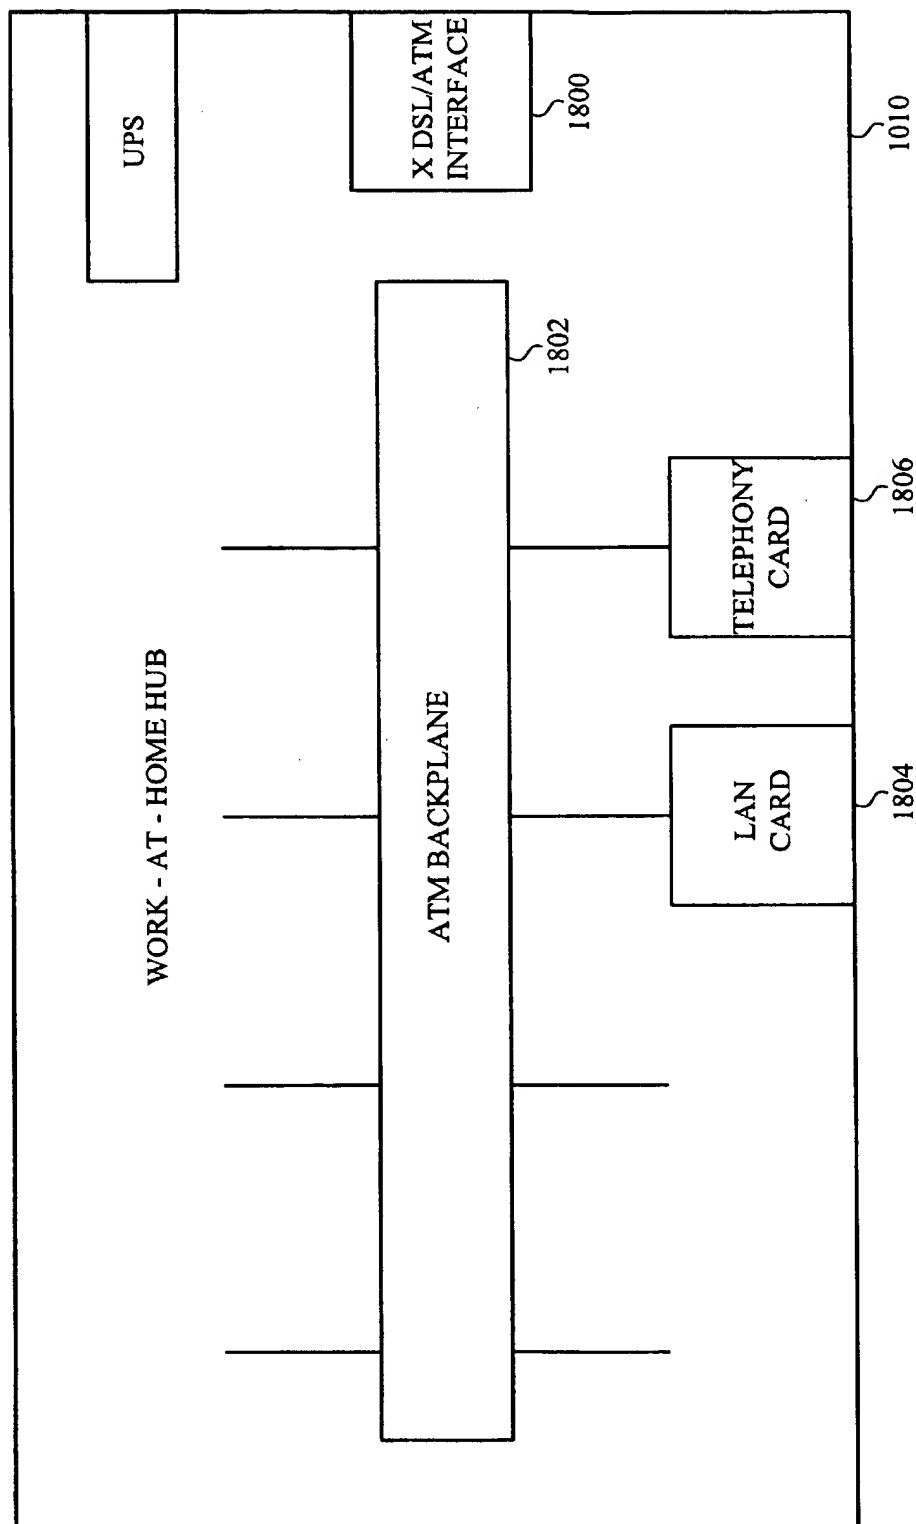 UPS
X DSL/ATM
INTERFACE
1800
1010
1802
WORK - AT - HOME HUB
ATM BACKPLANE
TELEPHONY
CARD
1806
LAN
CARD
1804